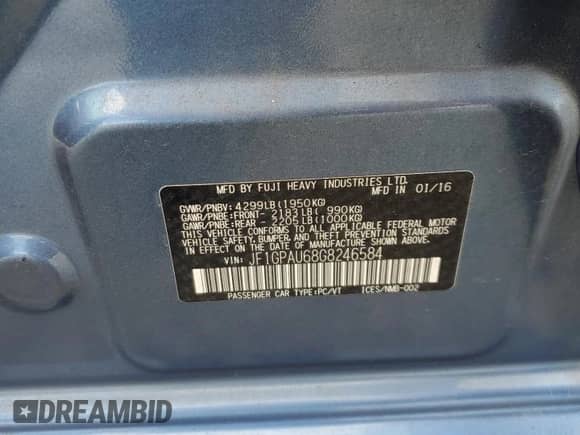 MFD BY FUJI HEAVY INDUSTRIES LTD.
MFD IN 01/16
GVWR/PNBV: 4299LB(1950KG)
GAWR/PNBE:FRONT- 2183LB( 990KG)
GAWR/PNBE:REAR - 2205LB(1000KG)
THIS VEHICLE CONFORMS TO ALL APPLICABLE FEDERAL MOTOR
VEHICLE SAFETY, BUMPER, AND THEFT PREVENTION STANDARDS
IN EFFECT ON THE DATE OF MANUFACTURE SHOWN ABOVE.
VIN: JF1GPAU68G8246584
PASSENGER CAR TYPE:PC/VT ICES/NMB-002
DREAMBID